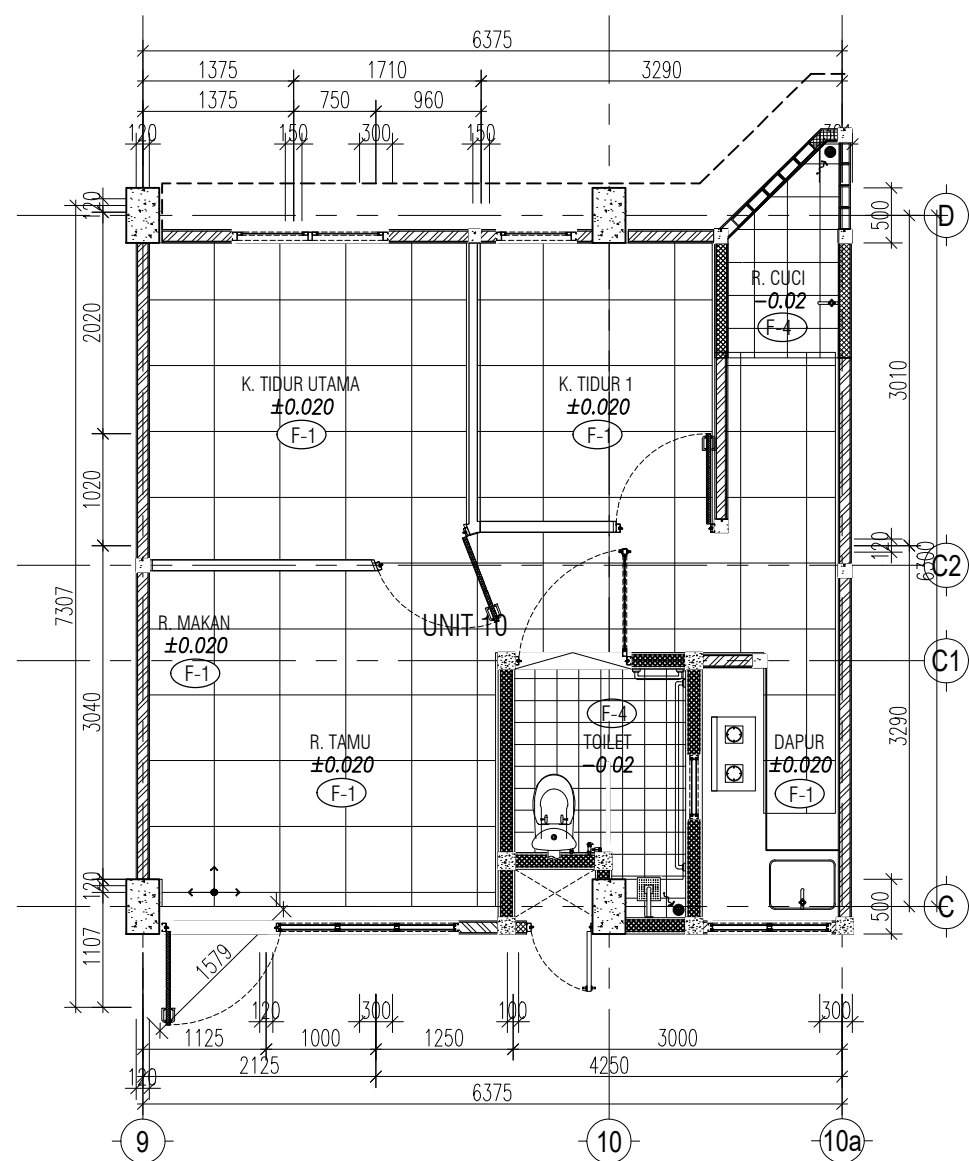 6375
1375 1710 3290
1375 750 960
120 150 300 150
120
500
D
R. CUCI
-0.02
F-4
2020
3010
K. TIDUR UTAMA
±0.020
F-1
K. TIDUR 1
±0.020
F-1
1020
120
6300
C2
7307
R. MAKAN
±0.020
F-1
UNIT 10
C1
3040
3290
F-4
TOILET
-0 02
R. TAMU
±0.020
F-1
DAPUR
±0.020
F-1
120
500
C
1107
1579
120 300 100 300
1125 1000 1250 3000
2125 4250
120
6375
9 10 10a